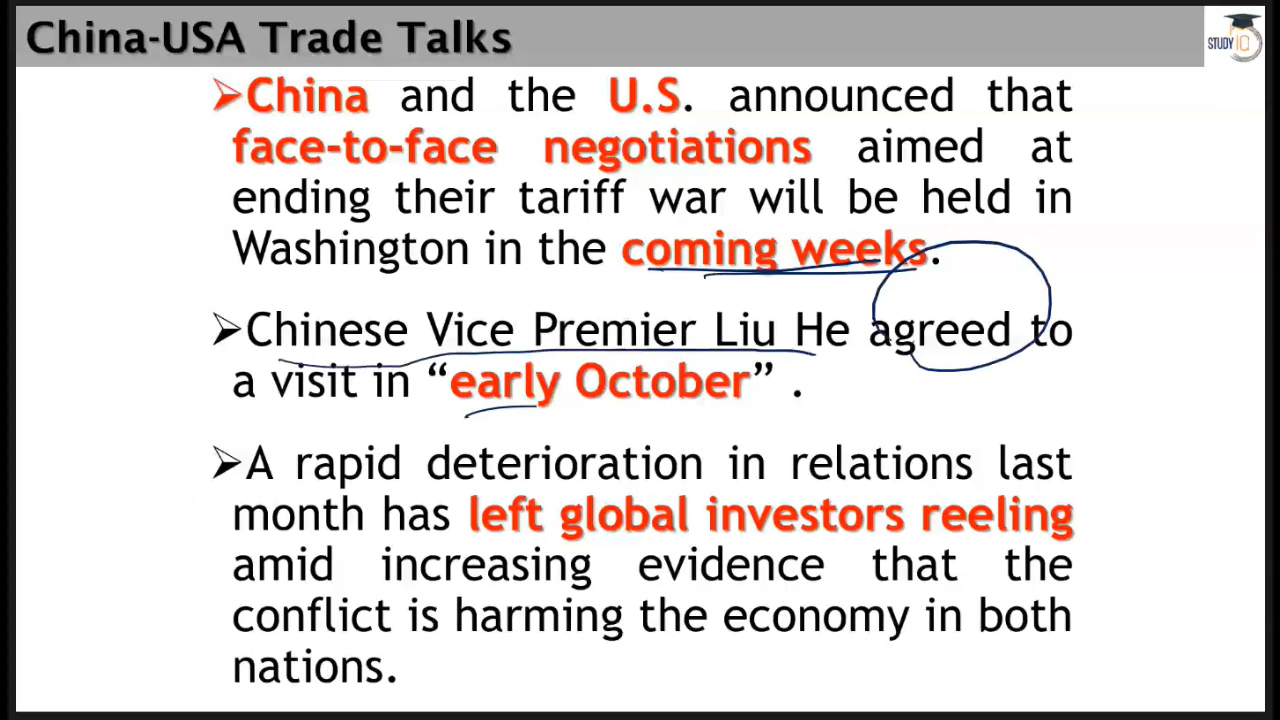 China-USA Trade Talks
STUDY IQ
➢China and the U.S. announced that
face-to-face negotiations aimed at
ending their tariff war will be held in
Washington in the coming weeks.
➢Chinese Vice Premier Liu He agreed to
a visit in “early October” .
➢A rapid deterioration in relations last
month has left global investors reeling
amid increasing evidence that the
conflict is harming the economy in both
nations.